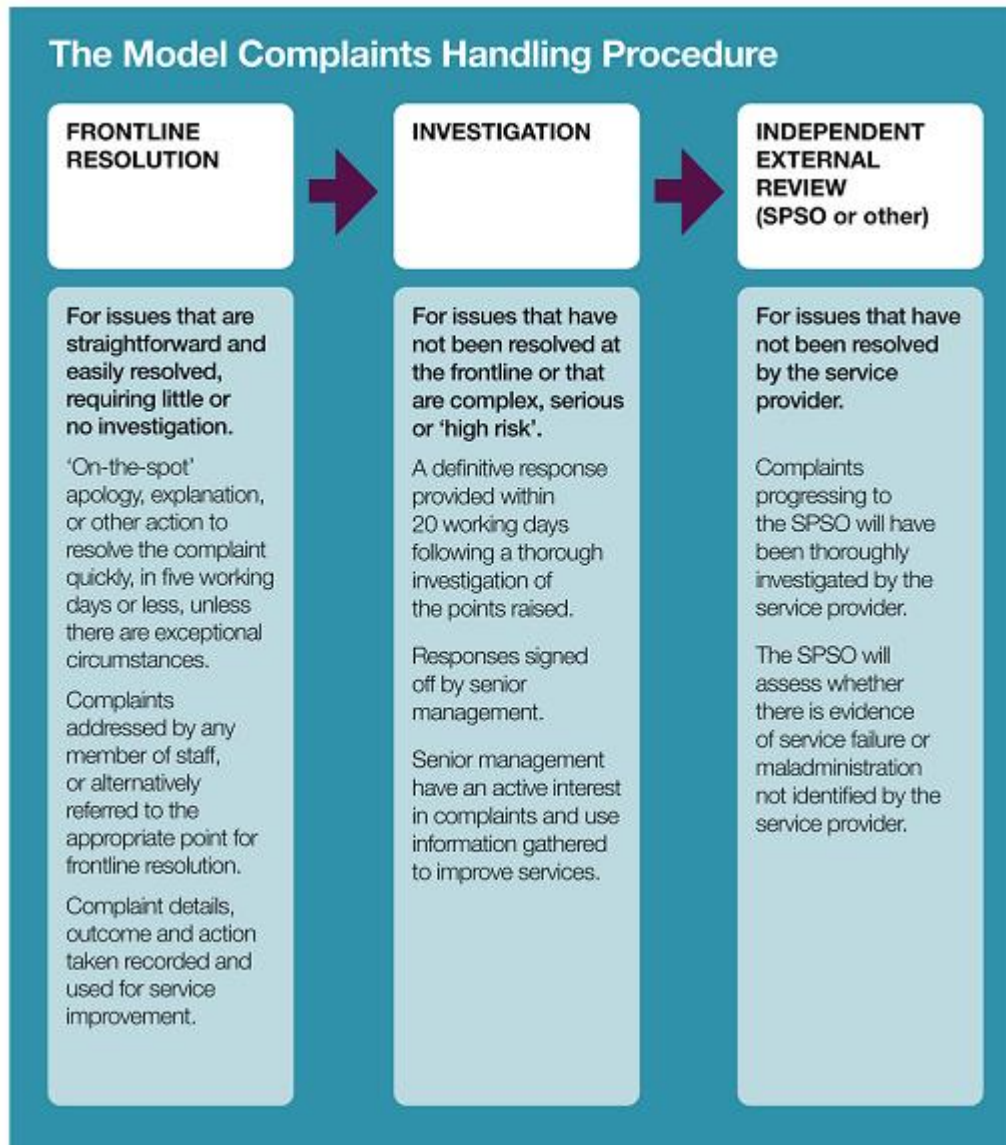 The Model Complaints Handling Procedure
FRONTLINE
RESOLUTION
For issues that are
straightforward and
easily resolved,
requiring little or
no investigation.
‘On-the-spot’
apology, explanation,
or other action to
resolve the complaint
quickly, in five working
days or less, unless
there are exceptional
circumstances.
Complaints
addressed by any
member of staff,
or alternatively
referred to the
appropriate point for
frontline resolution.
Complaint details,
outcome and action
taken recorded and
used for service
improvement.
INVESTIGATION
For issues that have
not been resolved at
the frontline or that
are complex, serious
or ‘high risk’.
A definitive response
provided within
20 working days
following a thorough
investigation of
the points raised.
Responses signed
off by senior
management.
Senior management
have an active interest
in complaints and use
information gathered
to improve services.
INDEPENDENT
EXTERNAL
REVIEW
(SPSO or other)
For issues that have
not been resolved
by the service
provider.
Complaints
progressing to
the SPSO will have
been thoroughly
investigated by the
service provider.
The SPSO will
assess whether
there is evidence
of service failure or
maladministration
not identified by the
service provider.